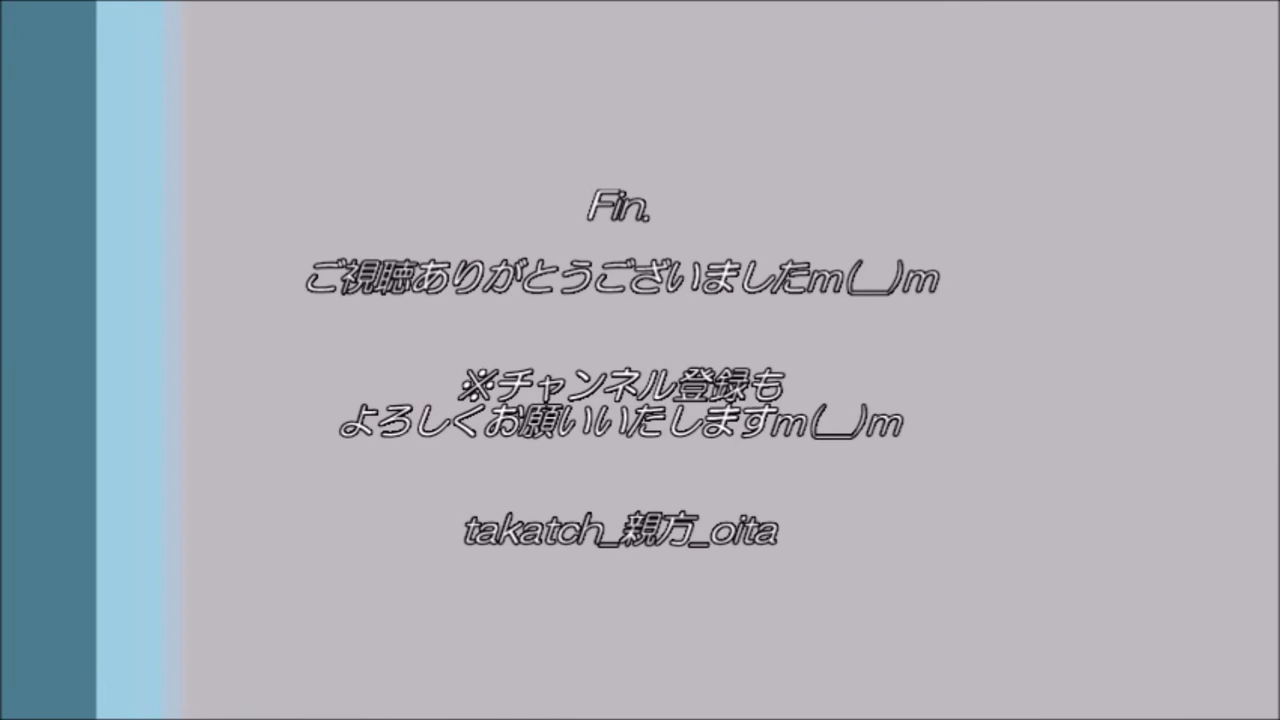 Fin.
ご視聴ありがとうございましたm(__)m
※チャンネル登録も
よろしくお願いいたしますm(__)m
takatch_親方_oita